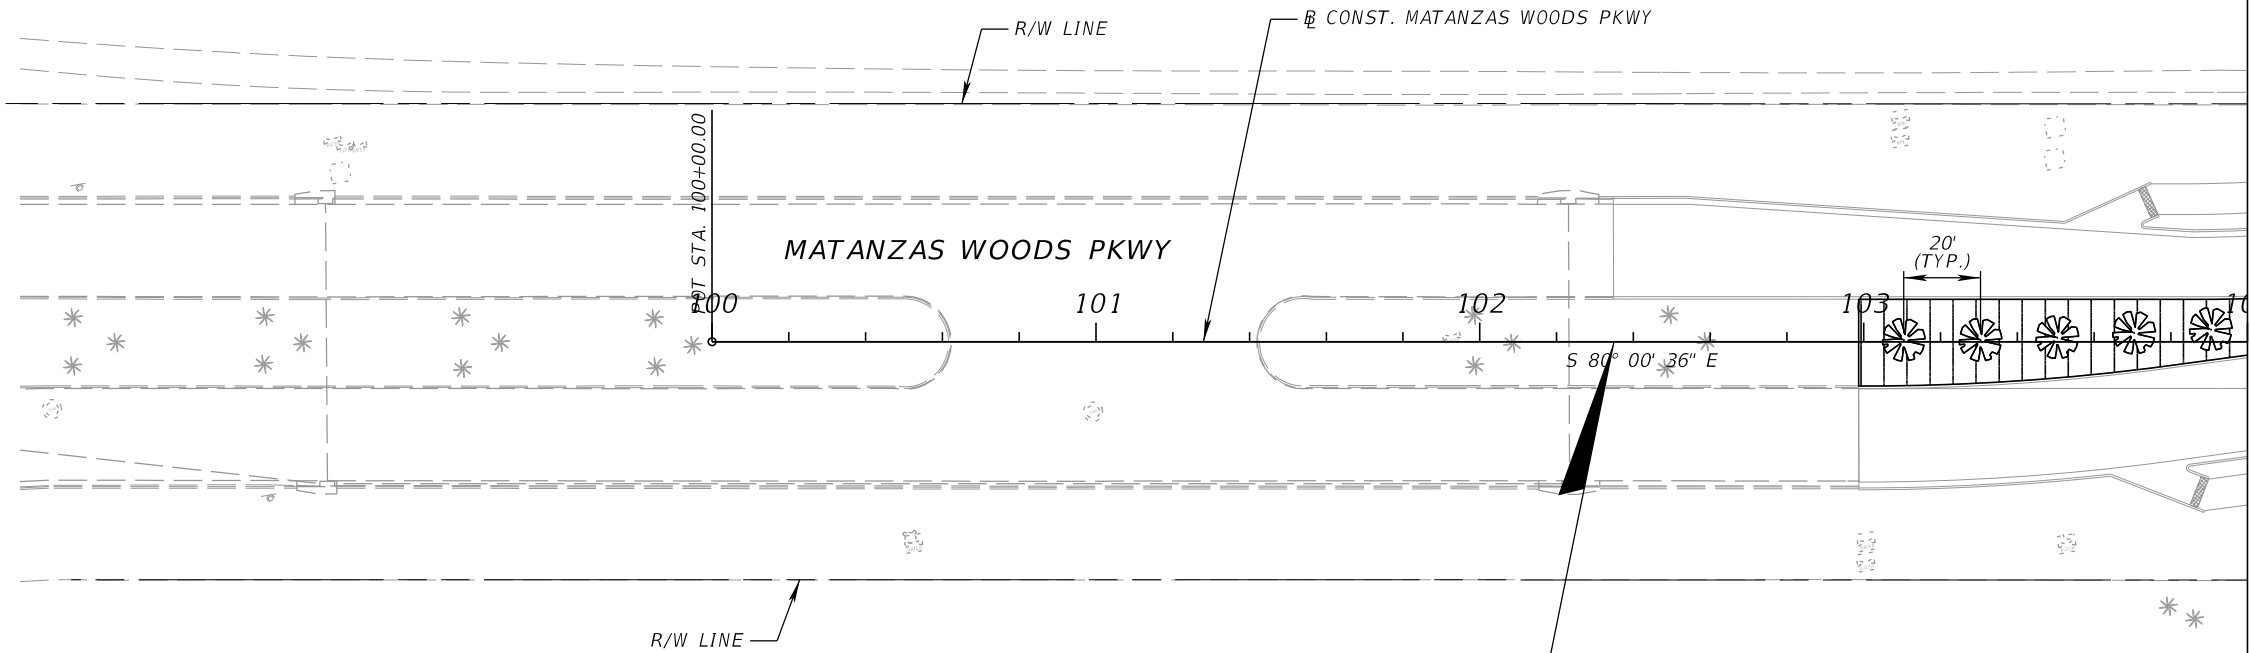 R/W LINE
BL CONST. MATANZAS WOODS PKWY
POT STA. 100+00.00
MATANZAS WOODS PKWY
20'
(TYP.)
100 101 102 103
S 80° 00' 36" E
R/W LINE